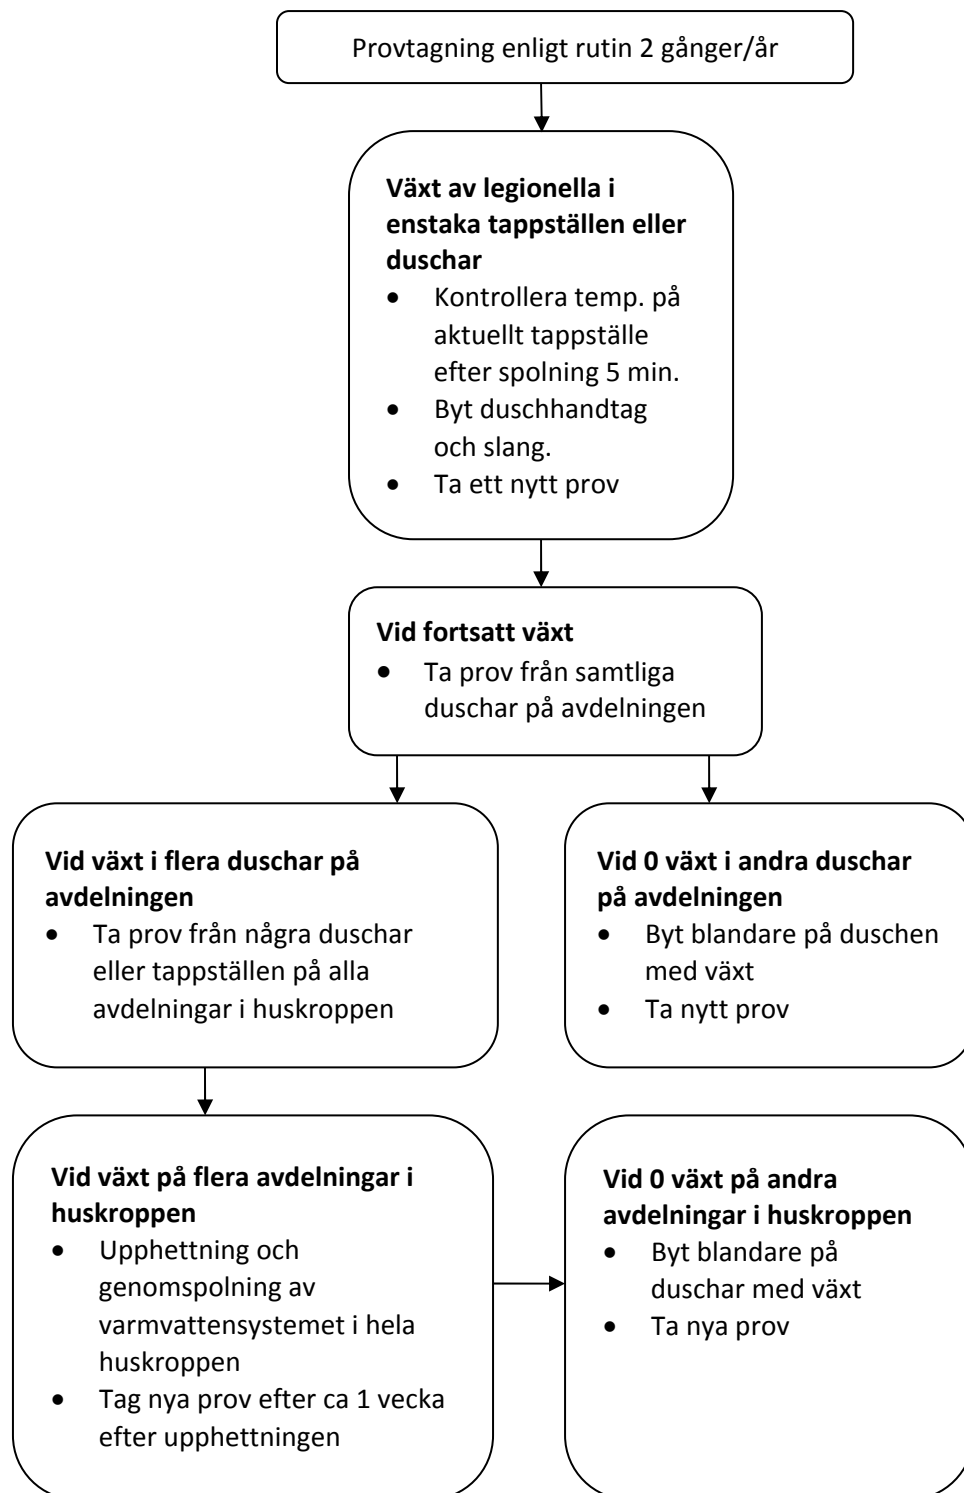 Provtagning enligt rutin 2 gånger/år
Växt av legionella i
enstaka tappställen eller
duschar
• Kontrollera temp. på
aktuellt tappställe
efter spolning 5 min.
• Byt duschhandtag
och slang.
• Ta ett nytt prov
Vid fortsatt växt
• Ta prov från samtliga
duschar på avdelningen
Vid växt i flera duschar på
avdelningen
• Ta prov från några duschar
eller tappställen på alla
avdelningar i huskroppen
Vid 0 växt i andra duschar
på avdelningen
• Byt blandare på duschen
med växt
• Ta nytt prov
Vid växt på flera avdelningar i
huskroppen
• Upphettning och
genomspolning av
varmvattensystemet i hela
huskroppen
• Tag nya prov efter ca 1 vecka
efter upphettningen
Vid 0 växt på andra
avdelningar i huskroppen
• Byt blandare på
duschar med växt
• Ta nya prov